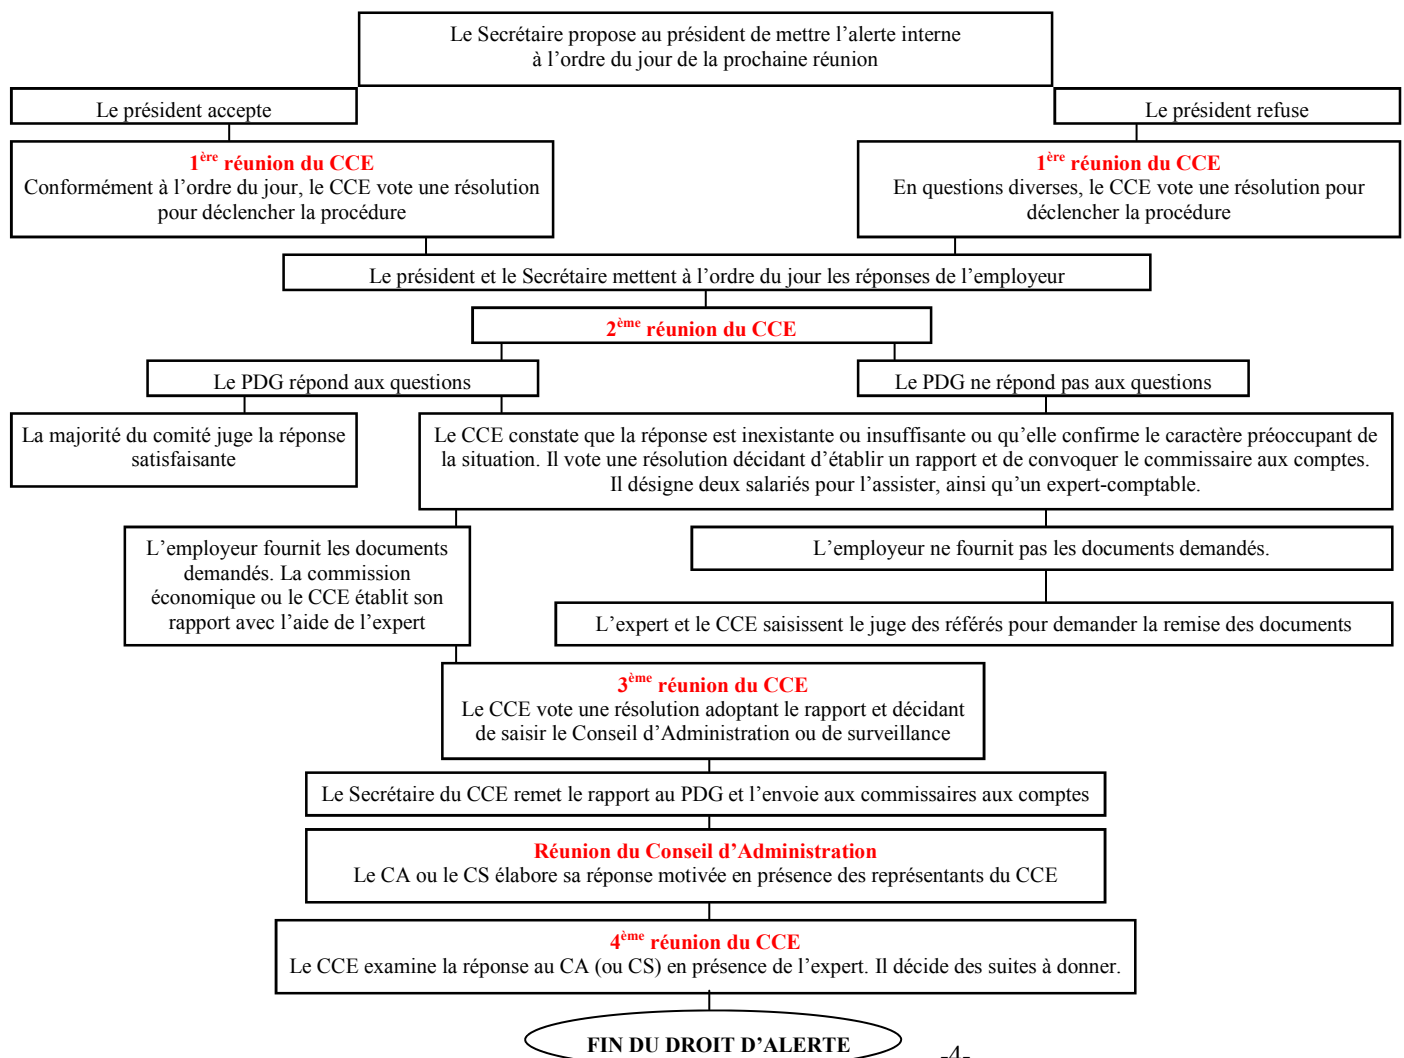 Le Secrétaire propose au président de mettre l’alerte interne
à l’ordre du jour de la prochaine réunion
Le président accepte
Le président refuse
1ère réunion du CCE
Conformément à l’ordre du jour, le CCE vote une résolution
pour déclencher la procédure
1ère réunion du CCE
En questions diverses, le CCE vote une résolution pour
déclencher la procédure
Le président et le Secrétaire mettent à l’ordre du jour les réponses de l’employeur
2ème réunion du CCE
Le PDG répond aux questions
Le PDG ne répond pas aux questions
La majorité du comité juge la réponse
satisfaisante
Le CCE constate que la réponse est inexistante ou insuffisante ou qu’elle confirme le caractère préoccupant de
la situation. Il vote une résolution décidant d’établir un rapport et de convoquer le commissaire aux comptes.
Il désigne deux salariés pour l’assister, ainsi qu’un expert-comptable.
L’employeur fournit les documents
demandés. La commission
économique ou le CCE établit son
rapport avec l’aide de l’expert
L’employeur ne fournit pas les documents demandés.
L’expert et le CCE saisissent le juge des référés pour demander la remise des documents
3ème réunion du CCE
Le CCE vote une résolution adoptant le rapport et décidant
de saisir le Conseil d’Administration ou de surveillance
Le Secrétaire du CCE remet le rapport au PDG et l’envoie aux commissaires aux comptes
Réunion du Conseil d’Administration
Le CA ou le CS élabore sa réponse motivée en présence des représentants du CCE
4ème réunion du CCE
Le CCE examine la réponse au CA (ou CS) en présence de l’expert. Il décide des suites à donner.
FIN DU DROIT D’ALERTE
-4-